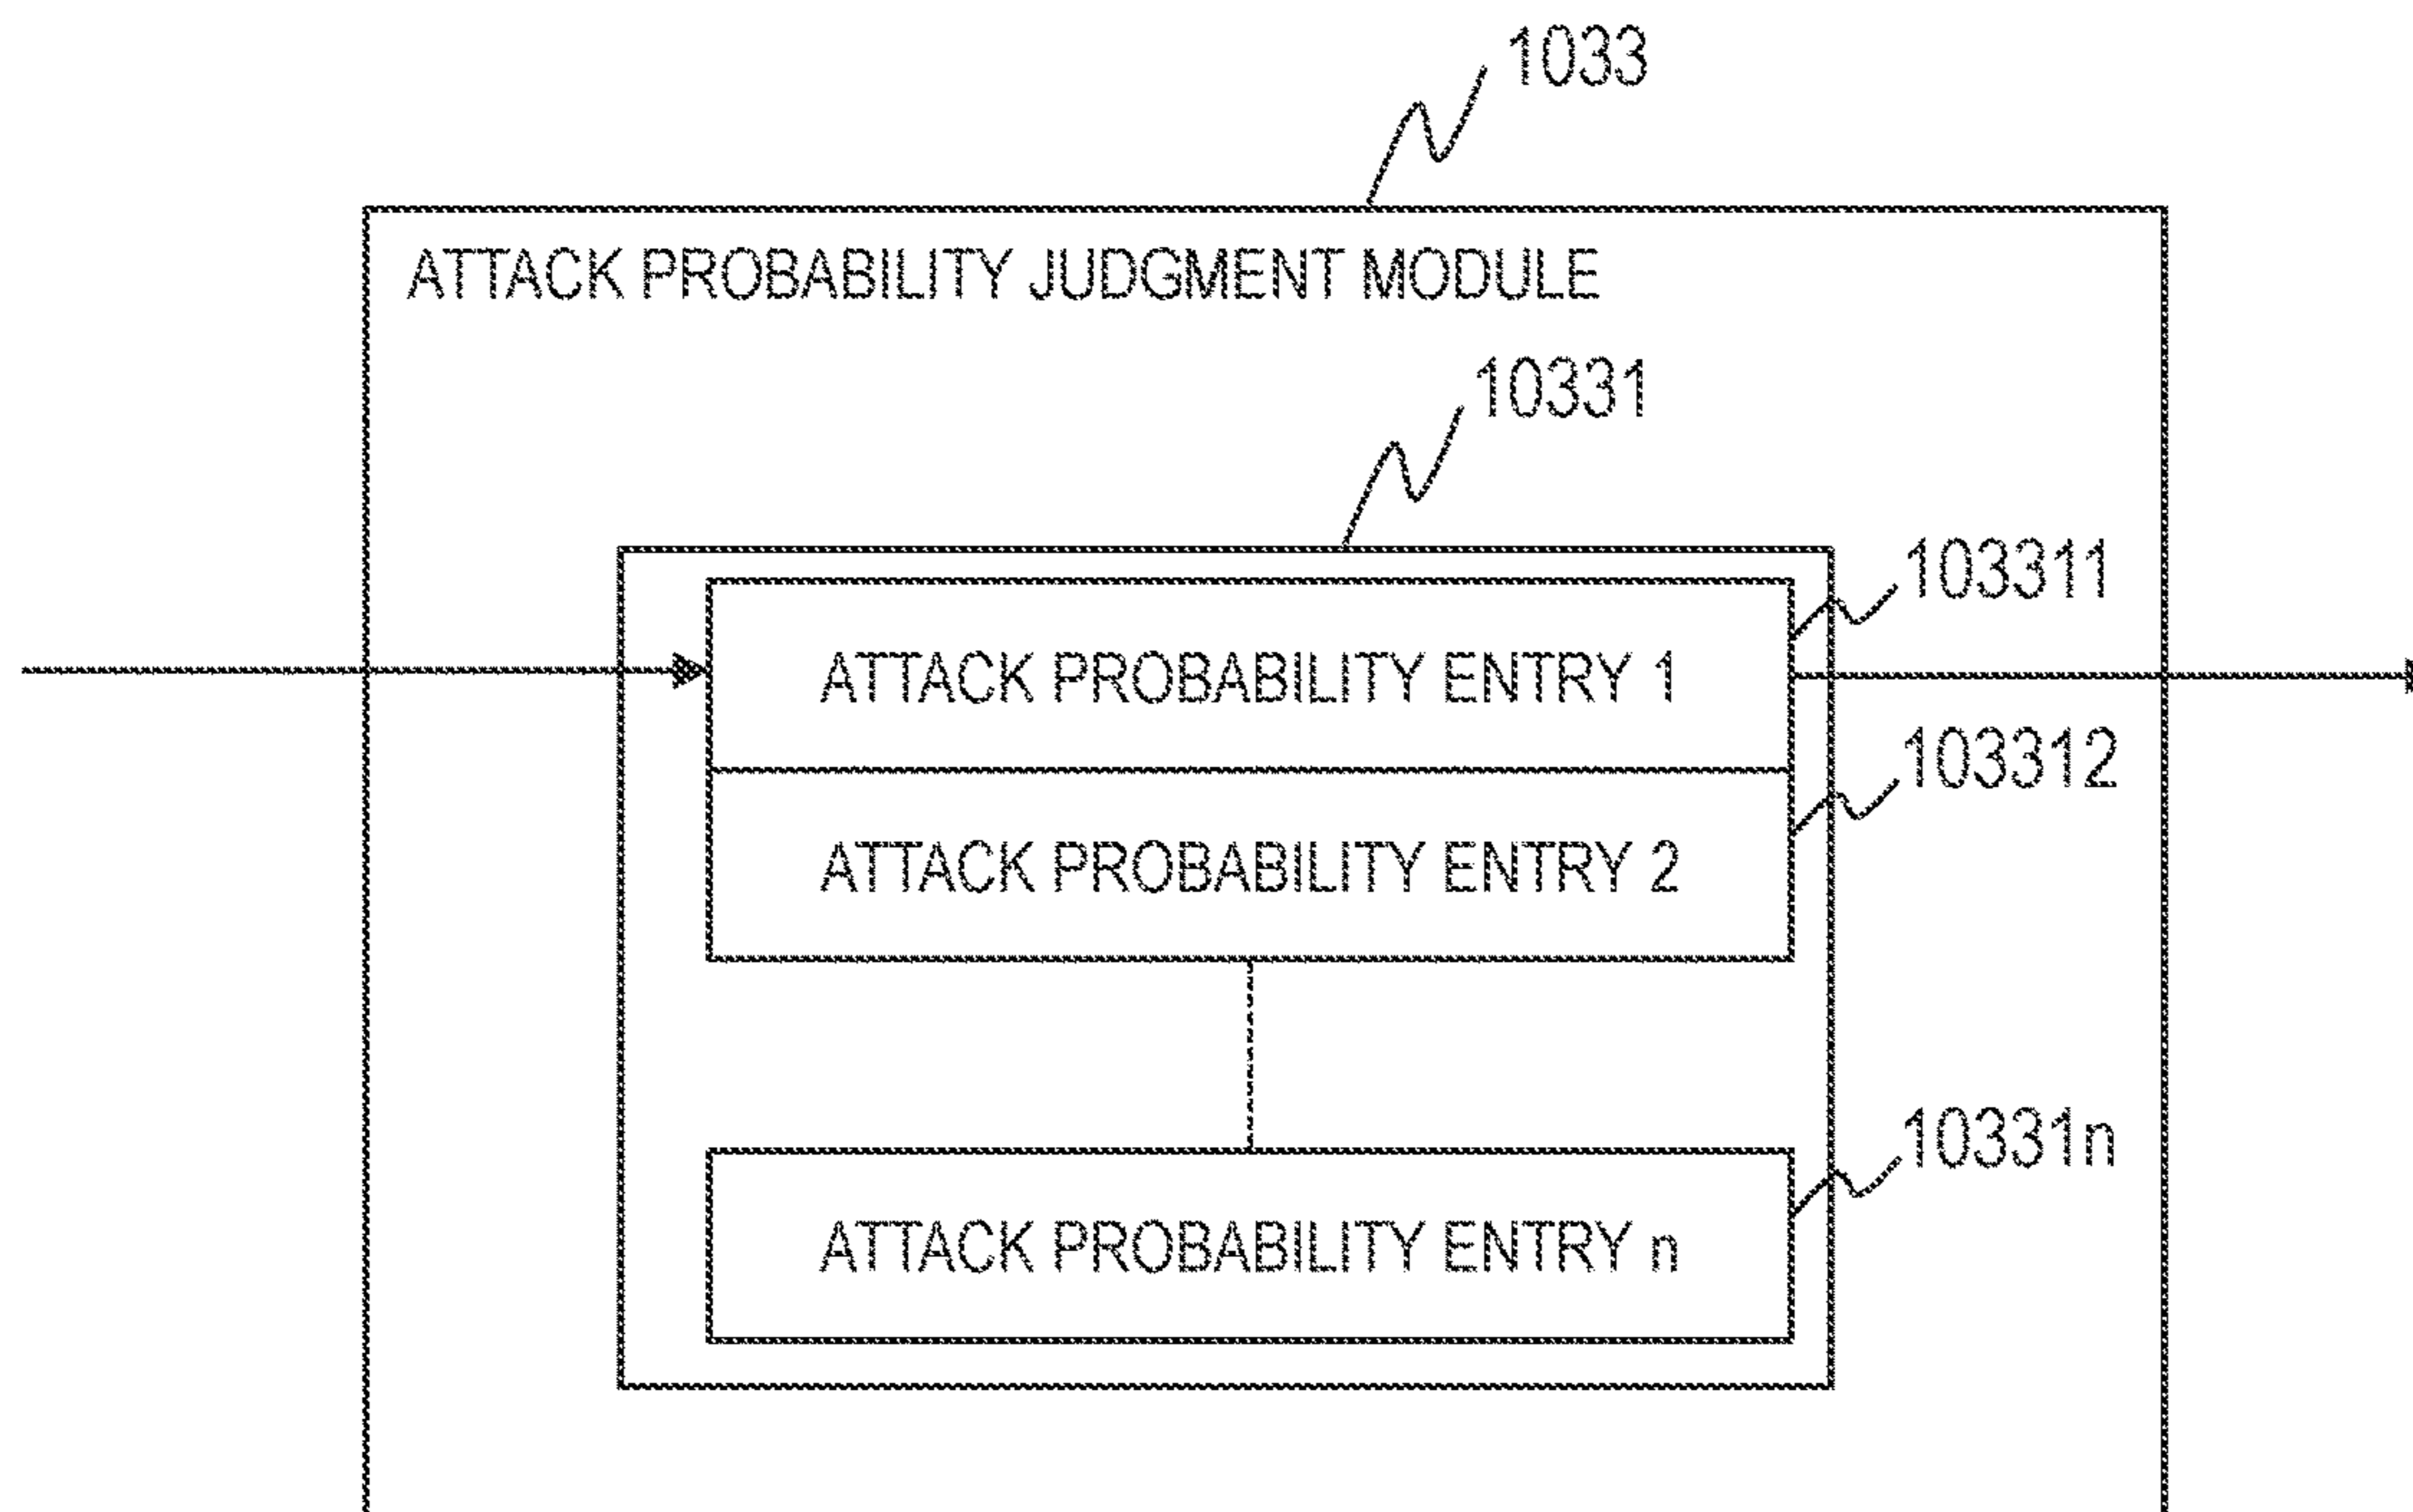 1033
ATTACK PROBABILITY JUDGMENT MODULE
10331
103311
ATTACK PROBABILITY ENTRY 1
103312
ATTACK PROBABILITY ENTRY 2
10331n
ATTACK PROBABILITY ENTRY n